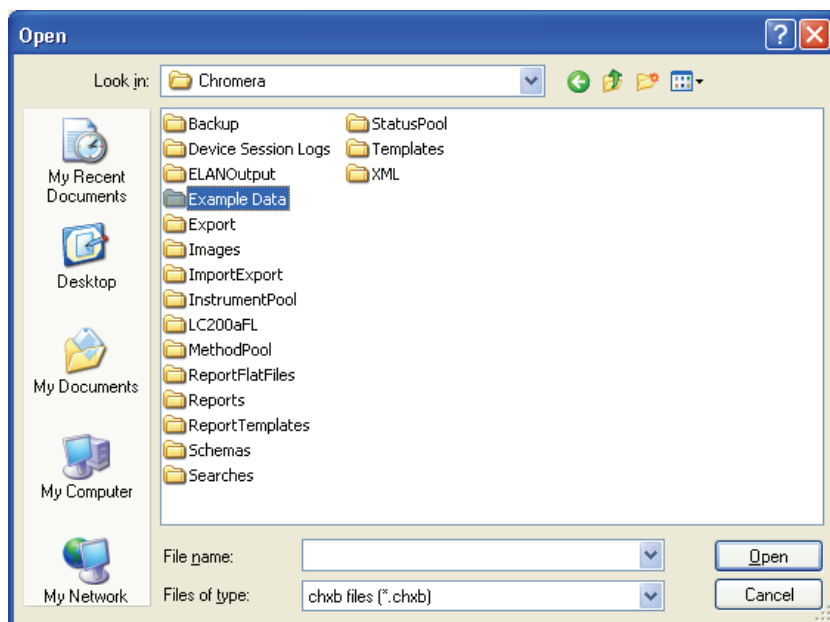 Open
Look in: Chromera
My Recent
Documents
Desktop
My Documents
My Computer
My Network
Backup
Device Session Logs
ELANOutput
Example Data
Export
Images
ImportExport
InstrumentPool
LC200aFL
MethodPool
ReportFlatFiles
Reports
ReportTemplates
Schemas
Searches
StatusPool
Templates
XML
File name:
Open
Files of type: chxb files (*.chxb)
Cancel